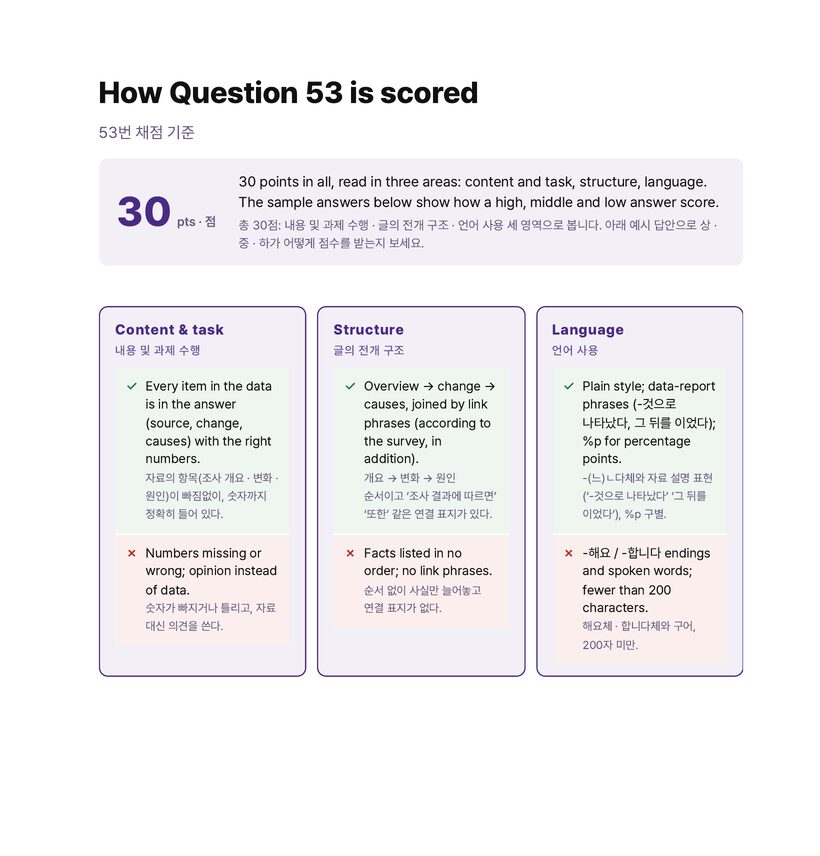 How Question 53 is scored
53번 채점 기준
30 pts · 점
30 points in all, read in three areas: content and task, structure, language.
The sample answers below show how a high, middle and low answer score.
총 30점: 내용 및 과제 수행 · 글의 전개 구조 · 언어 사용 세 영역으로 봅니다. 아래 예시 답안으로 상 ·
중 · 하가 어떻게 점수를 받는지 보세요.
Content & task
내용 및 과제 수행
✓ Every item in the data
is in the answer
(source, change,
causes) with the right
numbers.
자료의 항목(조사 개요 · 변화 ·
원인)이 빠짐없이, 숫자까지
정확히 들어 있다.
✕ Numbers missing or
wrong; opinion instead
of data.
숫자가 빠지거나 틀리고, 자료
대신 의견을 쓴다.
Structure
글의 전개 구조
✓ Overview → change →
causes, joined by link
phrases (according to
the survey, in
addition).
개요 → 변화 → 원인
순서이고 ‘조사 결과에 따르면’
‘또한’ 같은 연결 표지가 있다.
✕ Facts listed in no
order; no link phrases.
순서 없이 사실만 늘어놓고
연결 표지가 없다.
Language
언어 사용
✓ Plain style; data-report
phrases (-것으로
나타났다, 그 뒤를 이었다);
%p for percentage
points.
-(느)ㄴ다체와 자료 설명 표현
(‘-것으로 나타났다’ ‘그 뒤를
이었다’), %p 구별.
✕ -해요 / -합니다 endings
and spoken words;
fewer than 200
characters.
해요체 · 합니다체와 구어,
200자 미만.